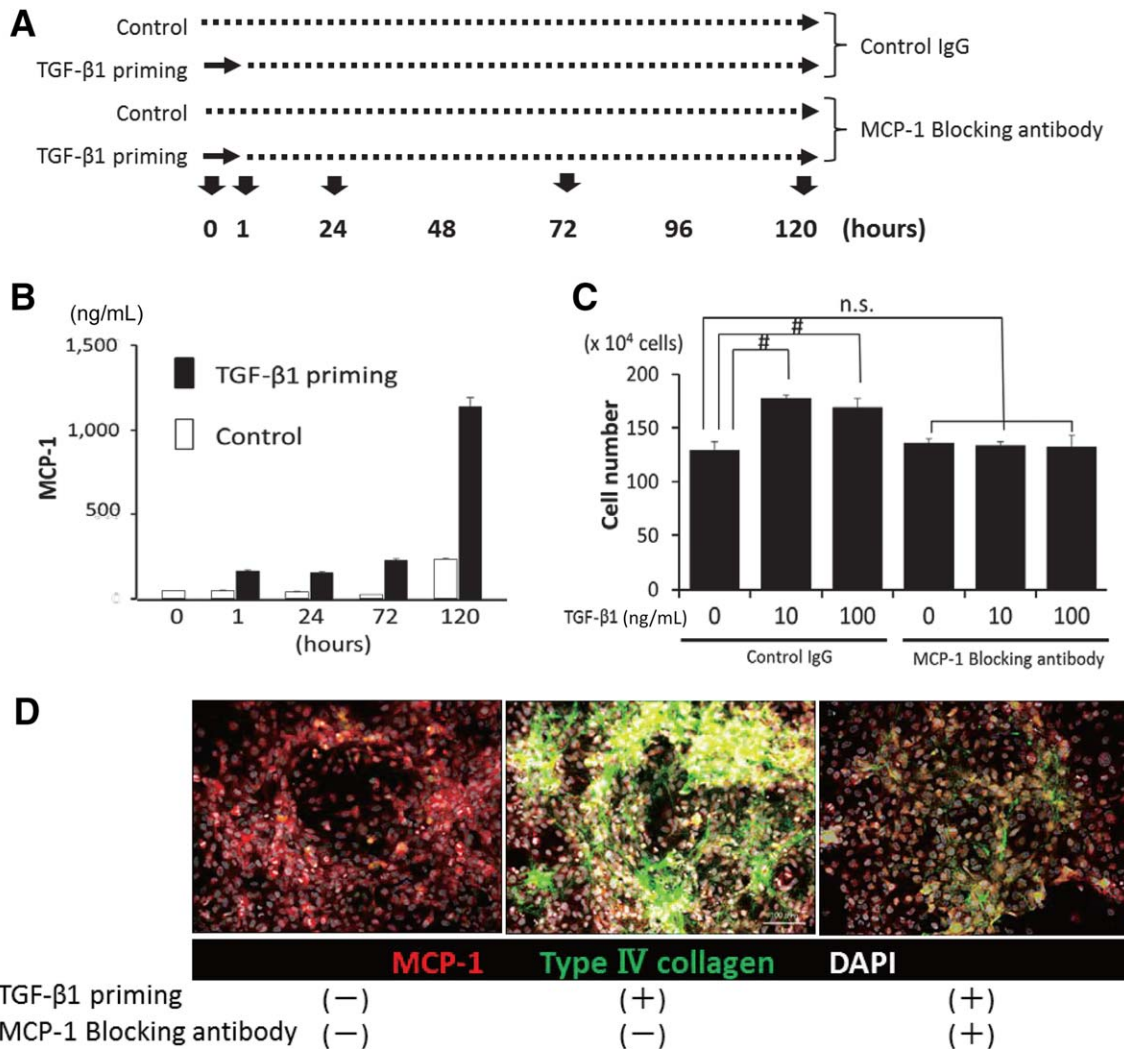 A
Control
TGF-β1 priming
Control IgG
Control
TGF-β1 priming
MCP-1 Blocking antibody
0 1 24 48 72 96 120 (hours)
B
(ng/mL)
1,500
1,000
500
0
MCP-1
TGF-β1 priming
Control
0 1 24 72 120
(hours)
C
n.s.
#
#
(x 10⁴ cells)
200
150
100
50
0
Cell number
TGF-β1 (ng/mL) 0 10 100 0 10 100
Control IgG MCP-1 Blocking antibody
D
MCP-1 Type Ⅳ collagen DAPI
TGF-β1 priming (−) (+) (+)
MCP-1 Blocking antibody (−) (−) (+)